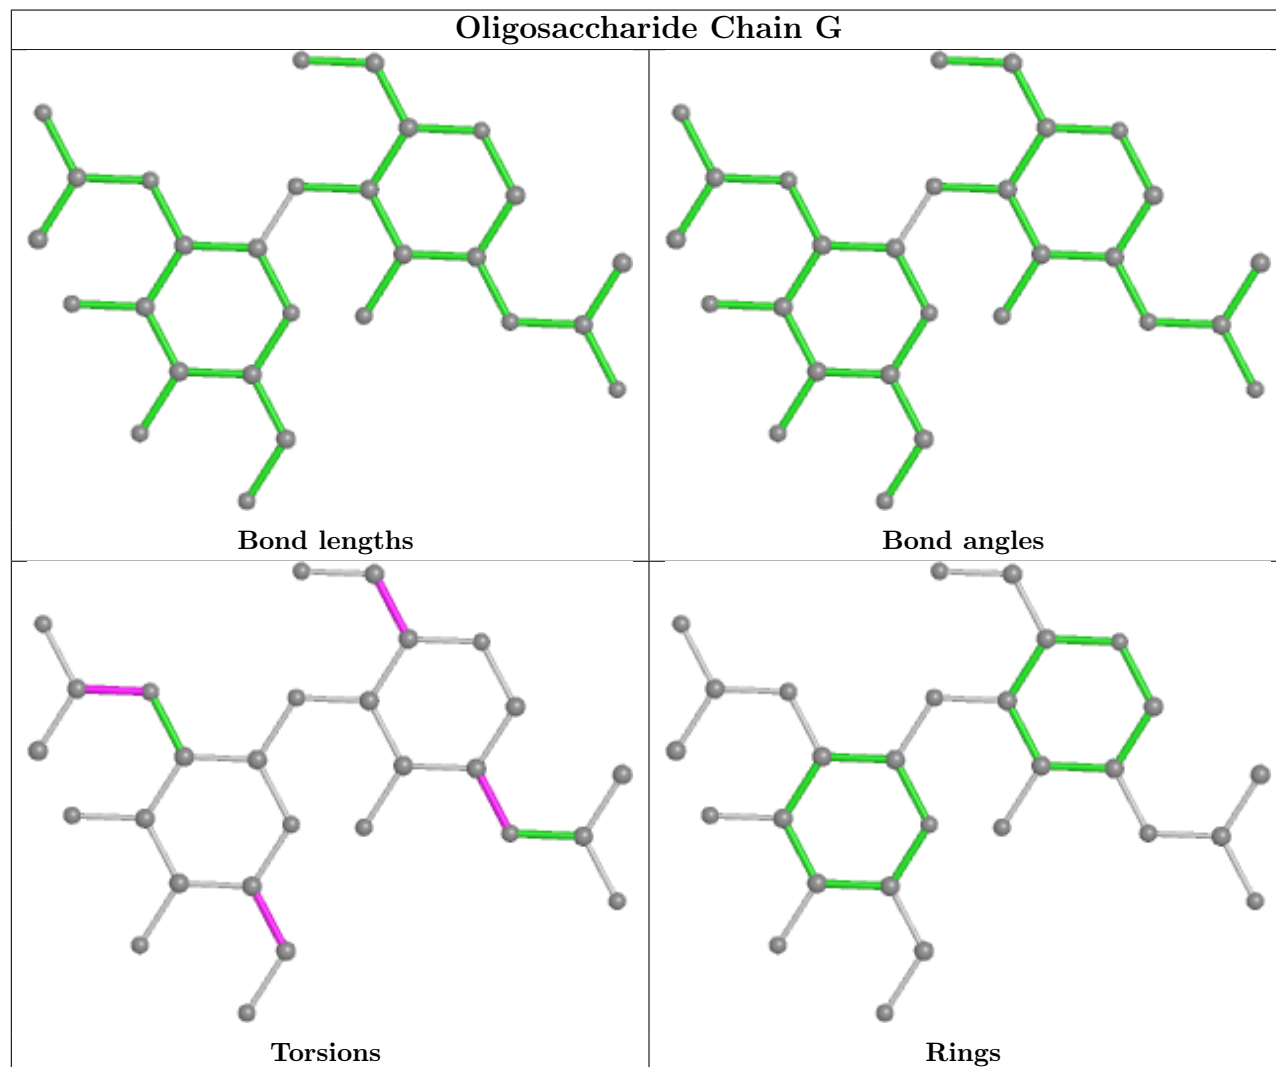 Oligosaccharide Chain G
Bond lengths
Bond angles
Torsions
Rings